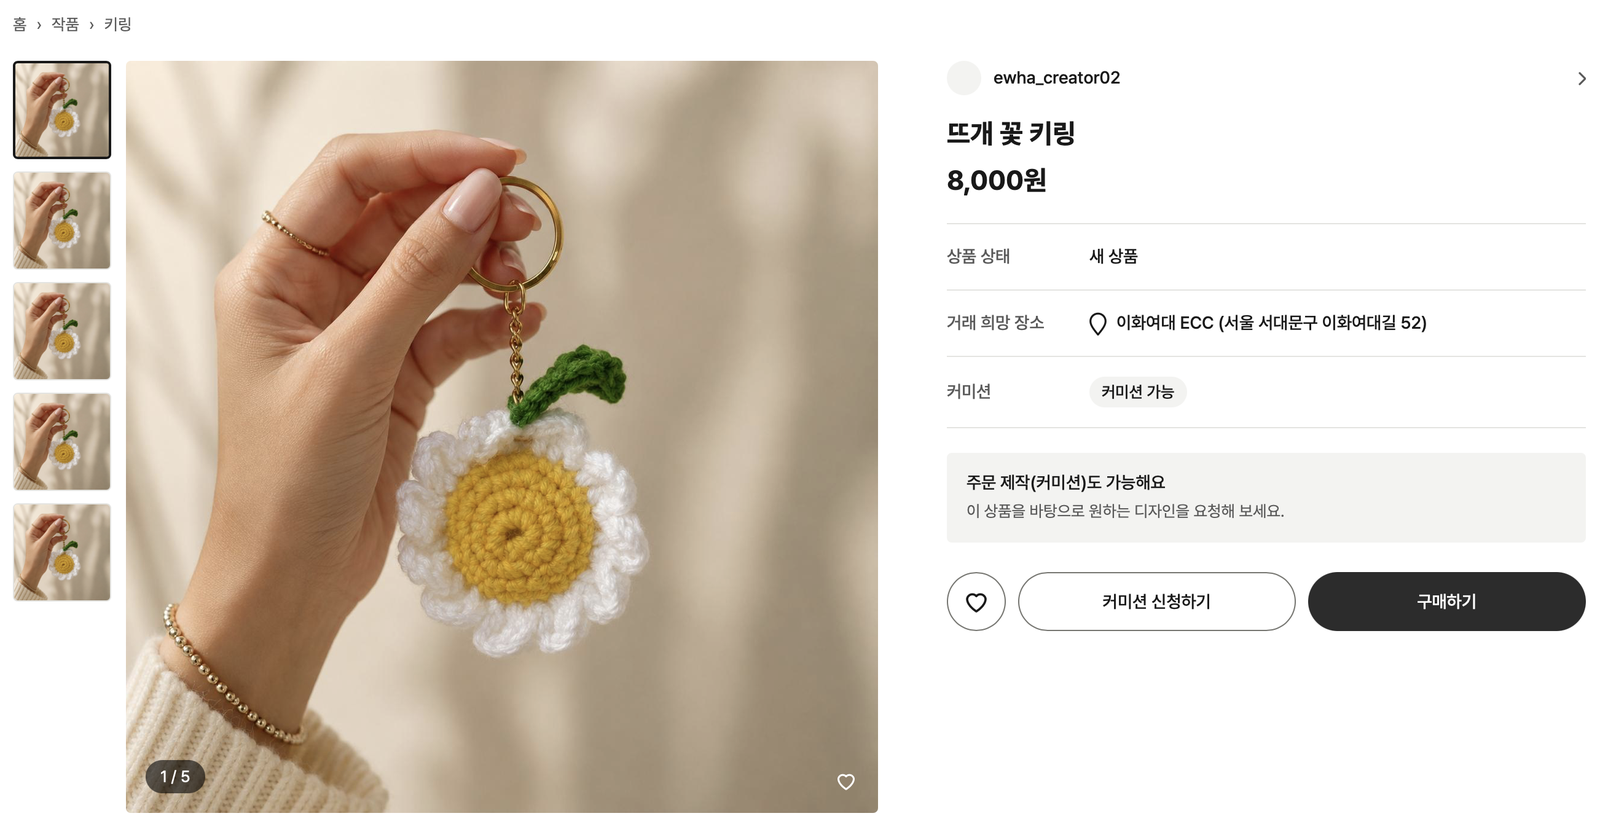 홈 › 작품 › 키링
ewha_creator02
뜨개 꽃 키링
8,000원
상품 상태 새 상품
거래 희망 장소 이화여대 ECC (서울 서대문구 이화여대길 52)
커미션 커미션 가능
주문 제작(커미션)도 가능해요
이 상품을 바탕으로 원하는 디자인을 요청해 보세요.
커미션 신청하기 구매하기
1 / 5